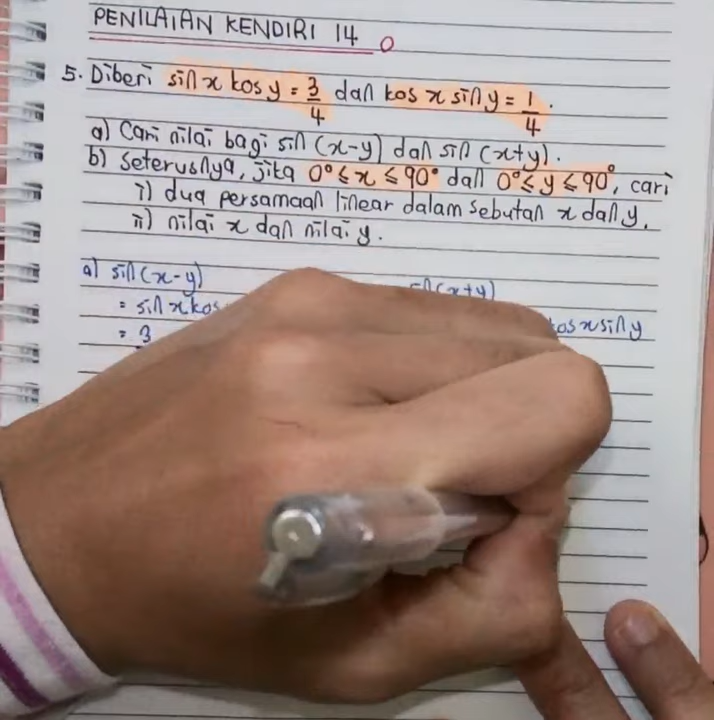 PENILAIAN KENDIRI 14
5. Diberi sin x kos y = 3/4 dan kos x sin y = 1/4.
a) Cari nilai bagi sin (x-y) dan sin (x+y).
b) Seterusnya, jika 0° ≤ x ≤ 90° dan 0° ≤ y ≤ 90°, cari
i) dua persamaan linear dalam sebutan x dan y.
ii) nilai x dan nilai y.
a) sin (x-y) sin (x+y)
= sin x kos kos x sin y
= 3